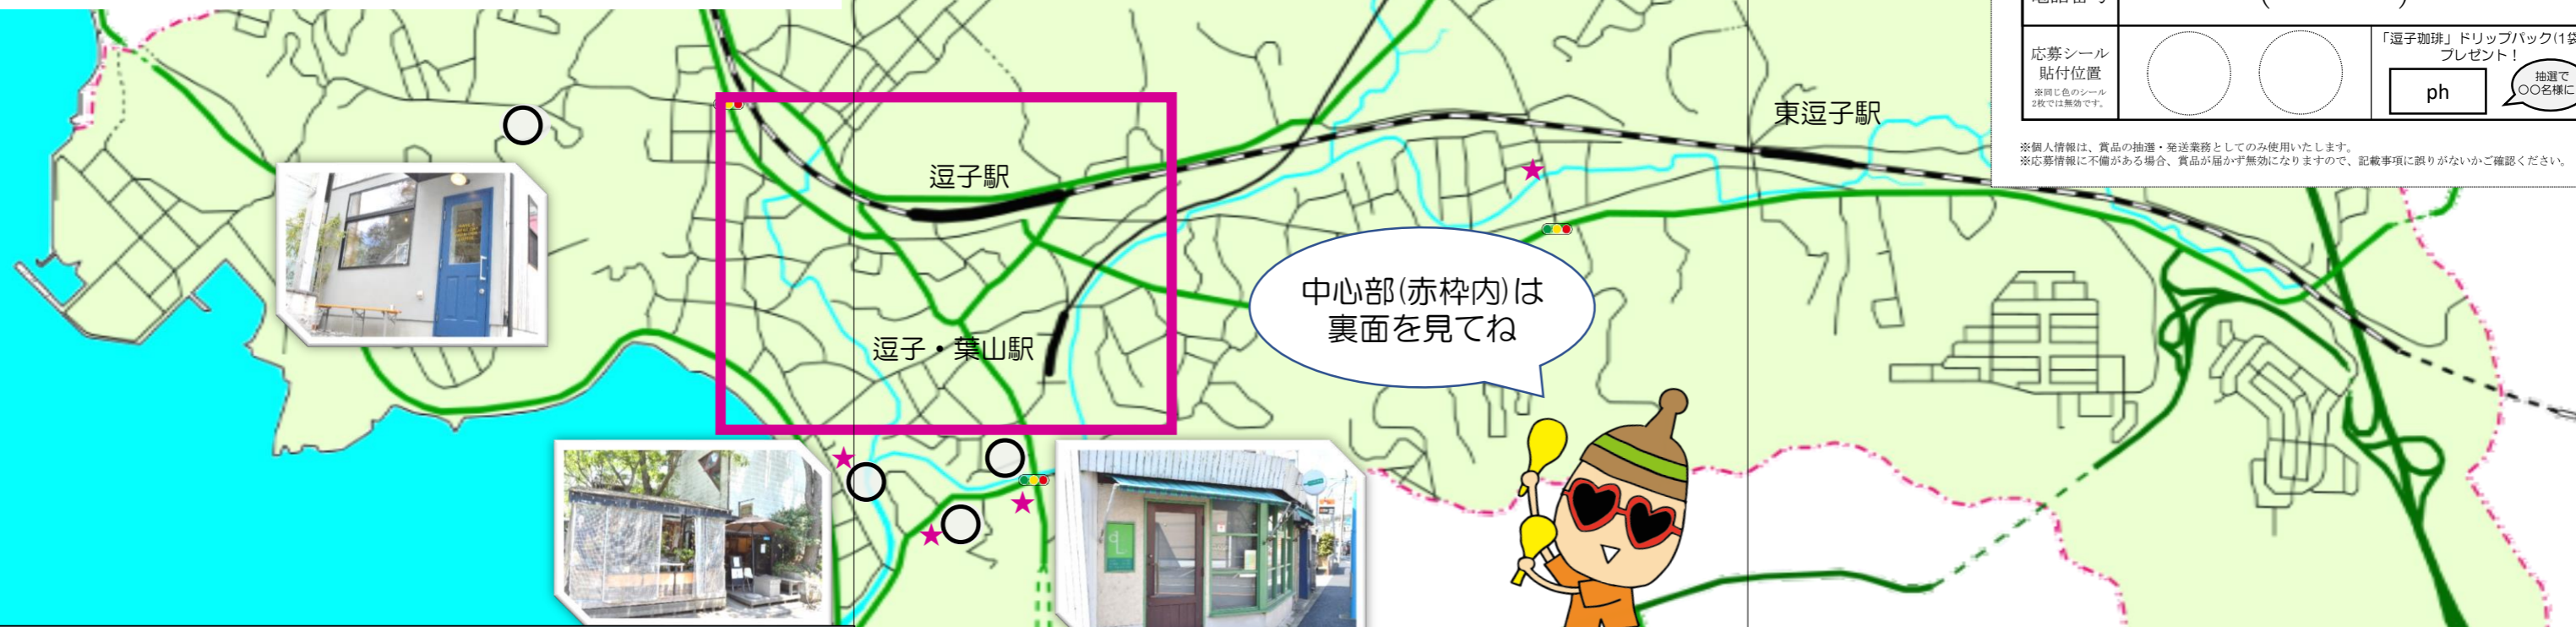 応募シール
貼付位置
※同じ色のシール
2枚では無効です。
「逗子珈琲」ドリップパック(1袋
プレゼント！
ph
抽選で
〇〇名様に
※個人情報は、賞品の抽選・発送業務としてのみ使用いたします。
※応募情報に不備がある場合、賞品が届かず無効になりますので、記載事項に誤りがないかご確認ください。
東逗子駅
逗子駅
中心部(赤枠内)は
裏面を見てね
逗子・葉山駅